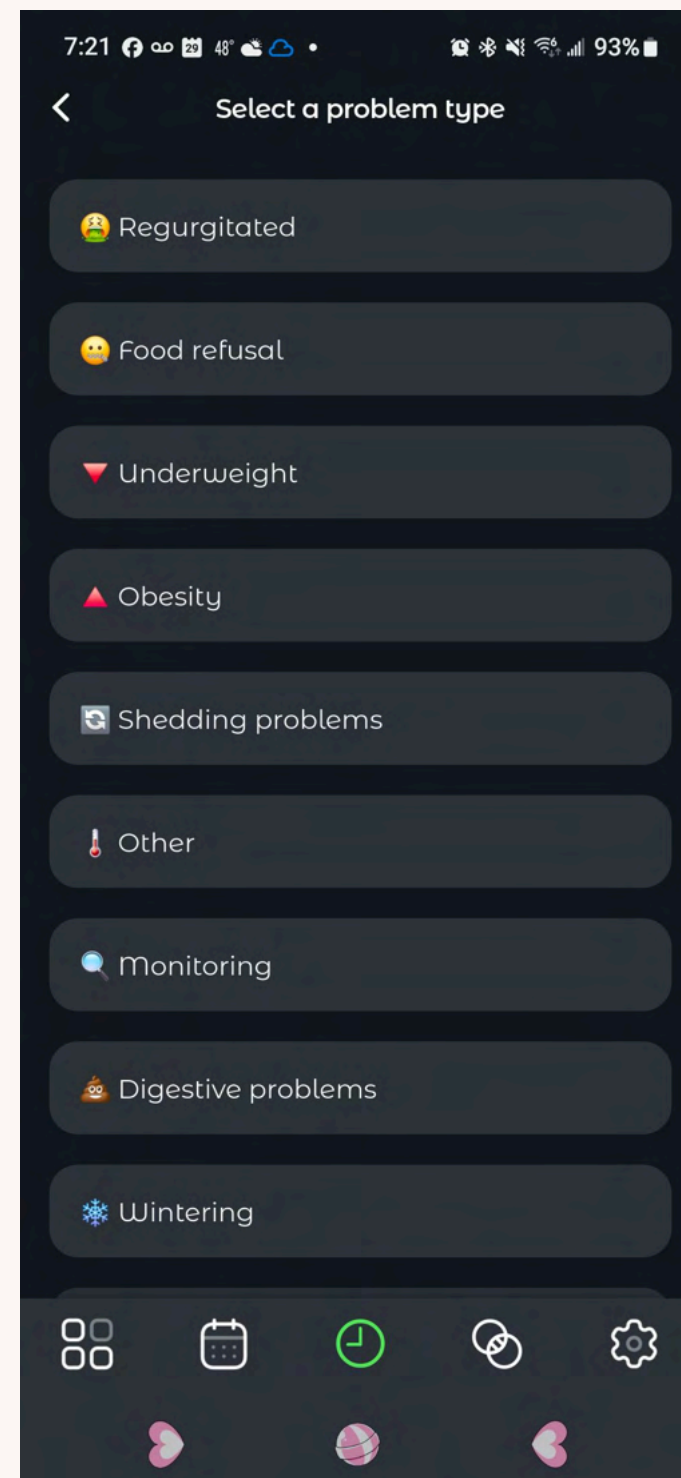 7:21 29 48° 93%
Select a problem type
Regurgitated
Food refusal
Underweight
Obesity
Shedding problems
Other
Monitoring
Digestive problems
Wintering